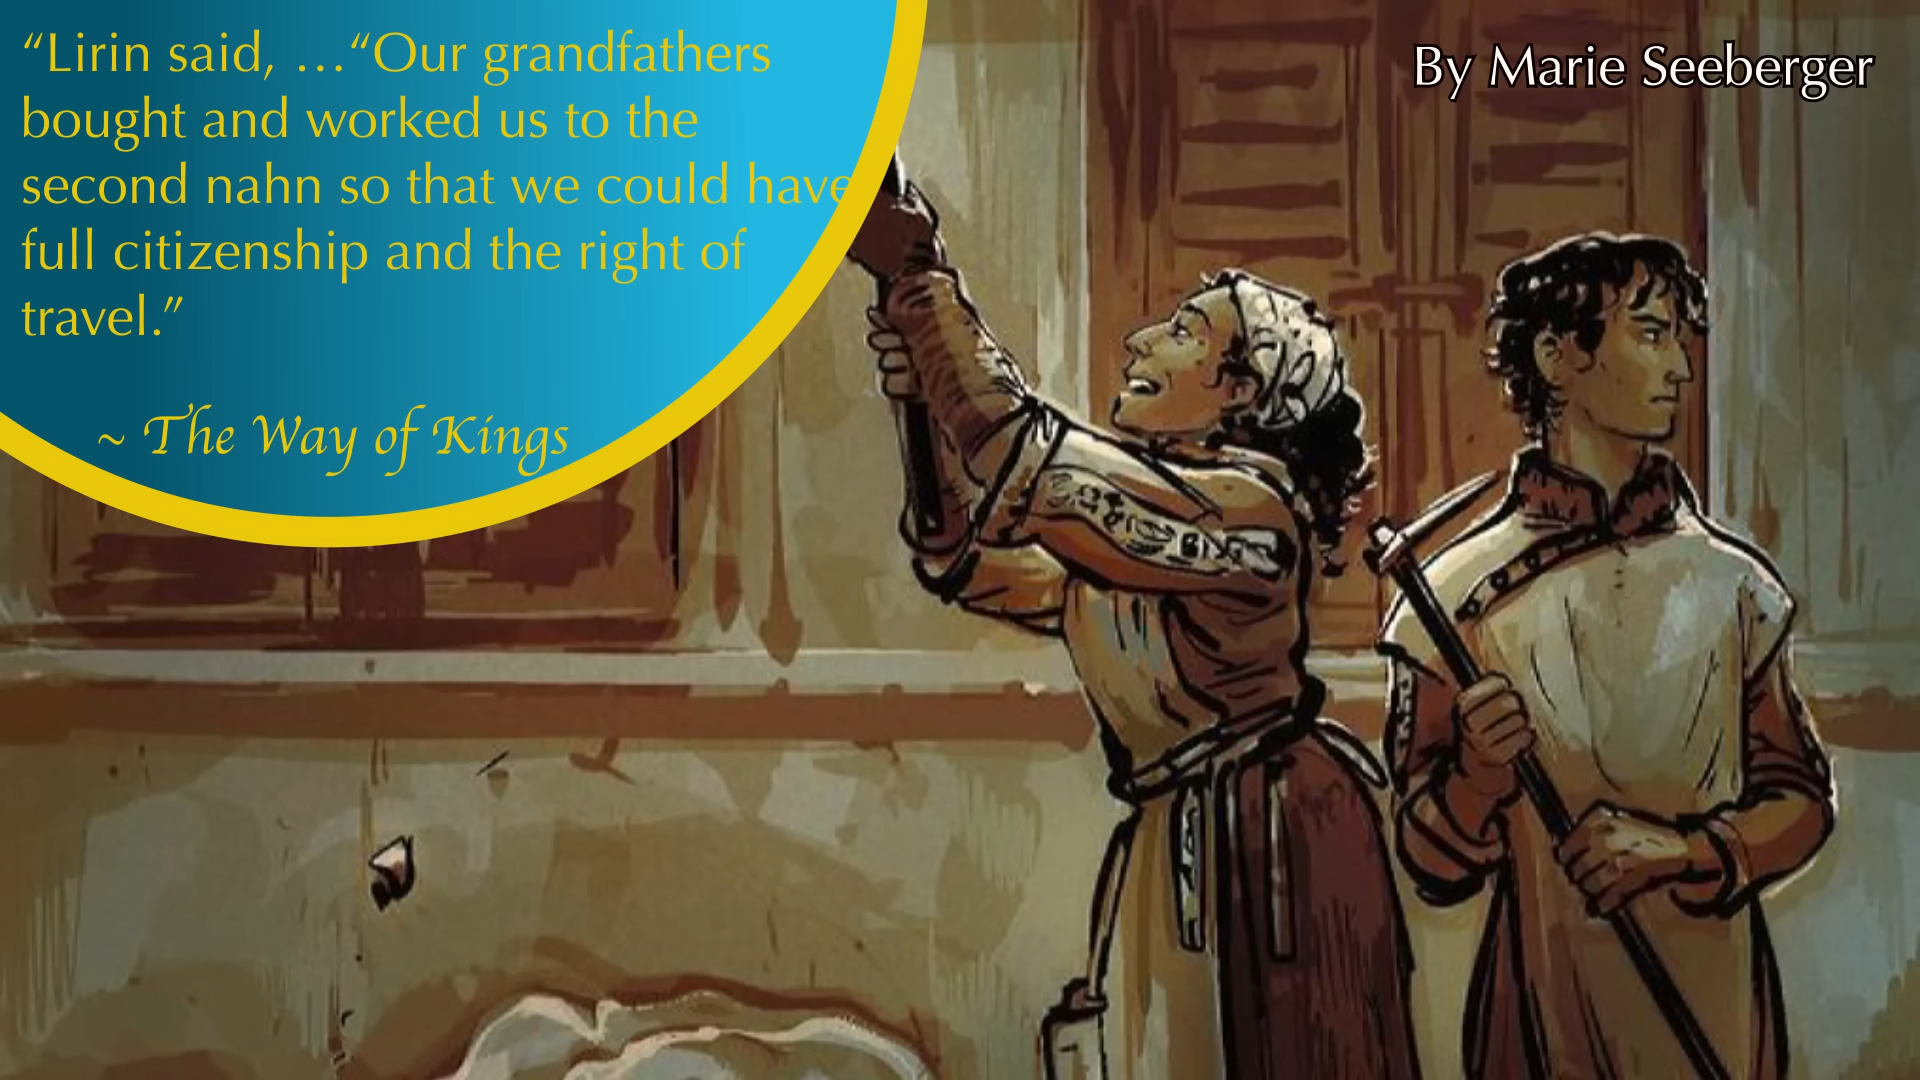 “Lirin said, …“Our grandfathers
bought and worked us to the
second nahn so that we could have
full citizenship and the right of
travel.”
~ The Way of Kings
By Marie Seeberger